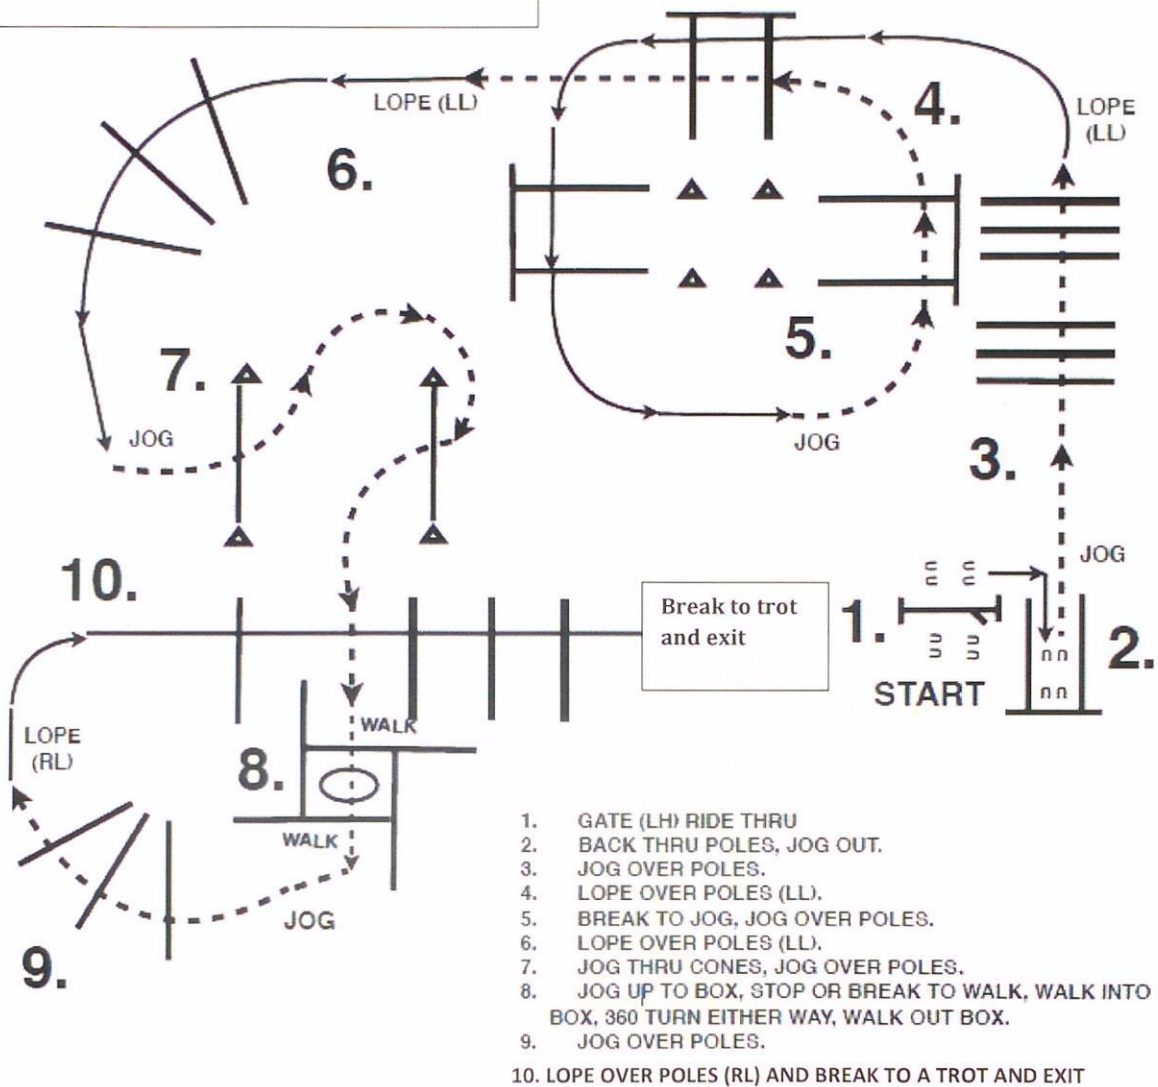 LOPE (LL)
4.
LOPE
(LL)
6.
5.
7.
JOG
JOG
3.
JOG
10.
Break to trot
and exit
1.
2.
START
LOPE
(RL)
WALK
8.
WALK
JOG
9.
1. GATE (LH) RIDE THRU
2. BACK THRU POLES, JOG OUT.
3. JOG OVER POLES.
4. LOPE OVER POLES (LL).
5. BREAK TO JOG, JOG OVER POLES.
6. LOPE OVER POLES (LL).
7. JOG THRU CONES, JOG OVER POLES.
8. JOG UP TO BOX, STOP OR BREAK TO WALK, WALK INTO
BOX, 360 TURN EITHER WAY, WALK OUT BOX.
9. JOG OVER POLES.
10. LOPE OVER POLES (RL) AND BREAK TO A TROT AND EXIT